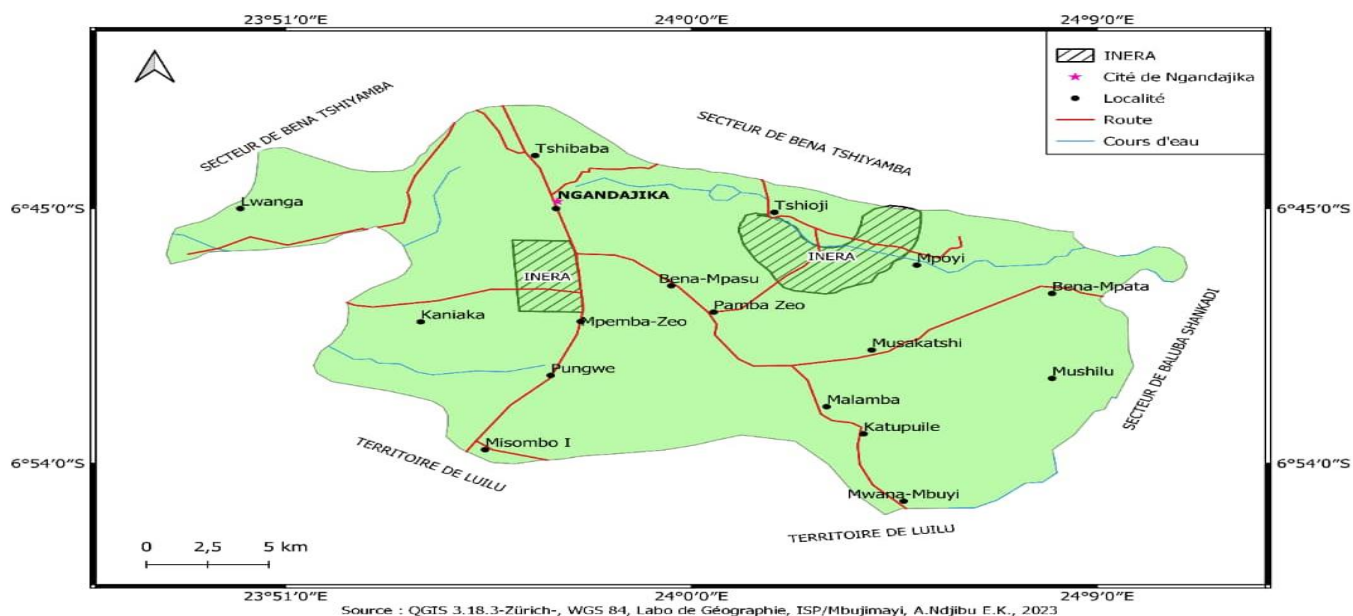 23°51′0″E 24°0′0″E 24°9′0″E
INERA
Cité de Ngandajika
Localité
Route
Cours d'eau
SECTEUR DE BENA TSHIYAMBA
SECTEUR DE BENA TSHIYAMBA
Tshibaba
Lwanga
NGANDAJIKA
Tshioji
6°45′0″S
6°45′0″S
INERA
INERA
Mpoyi
Bena-Mpasu
Bena-Mpata
Pamba Zeo
Kaniaka
Mpemba-Zeo
Musakatshi
SECTEUR DE BALUBA SHANKADI
Pungwe
Mushilu
Malamba
Katupuile
Misombo I
TERRITOIRE DE LUILU
6°54′0″S
6°54′0″S
Mwana-Mbuyi
TERRITOIRE DE LUILU
0 2,5 5 km
23°51′0″E 24°0′0″E 24°9′0″E
Source : QGIS 3.18.3-Zürich-, WGS 84, Labo de Géographie, ISP/Mbujimayi, A.Ndjibu E.K., 2023